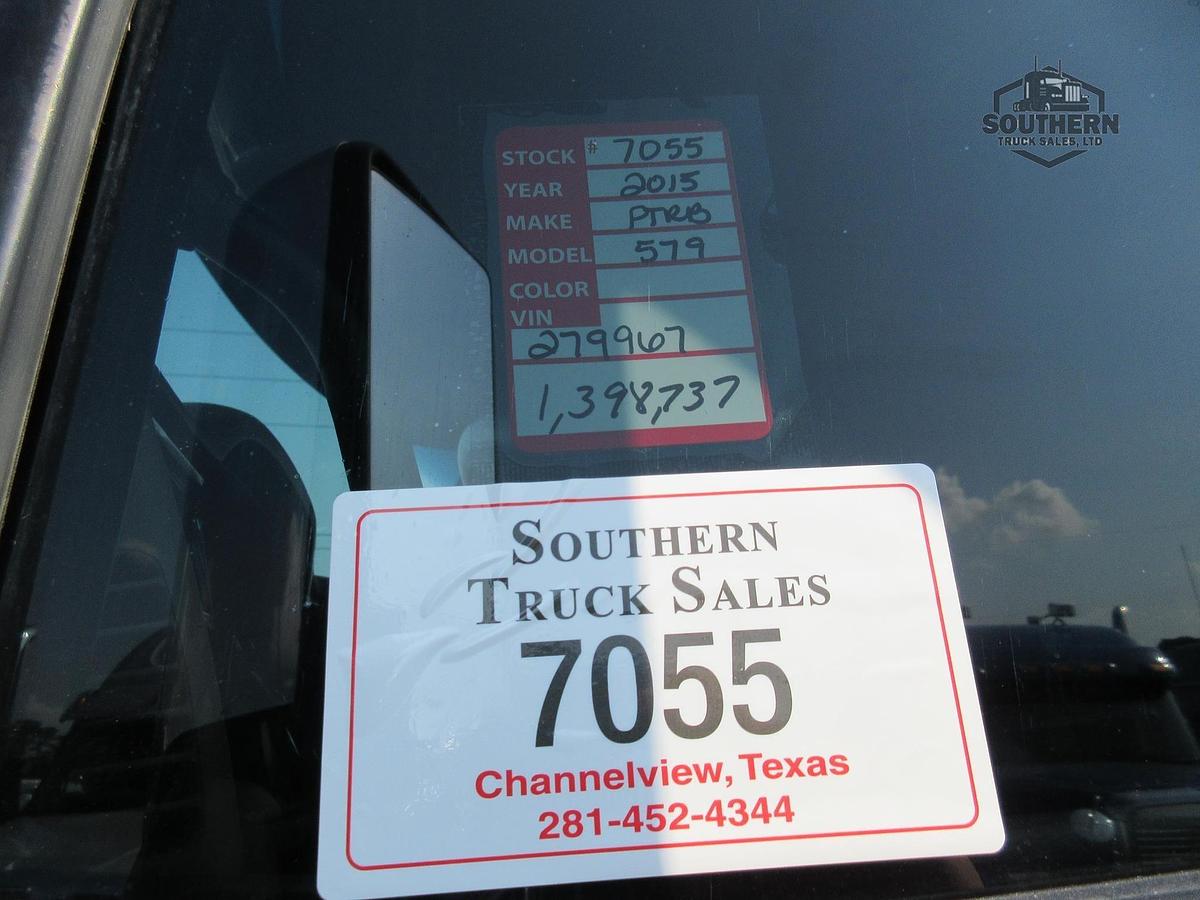 SOUTHERN
TRUCK SALES, LTD
STOCK # 7055
YEAR 2015
MAKE PTRB
MODEL 579
COLOR
VIN
279967
1,398,737
SOUTHERN
TRUCK SALES
7055
Channelview, Texas
281-452-4344